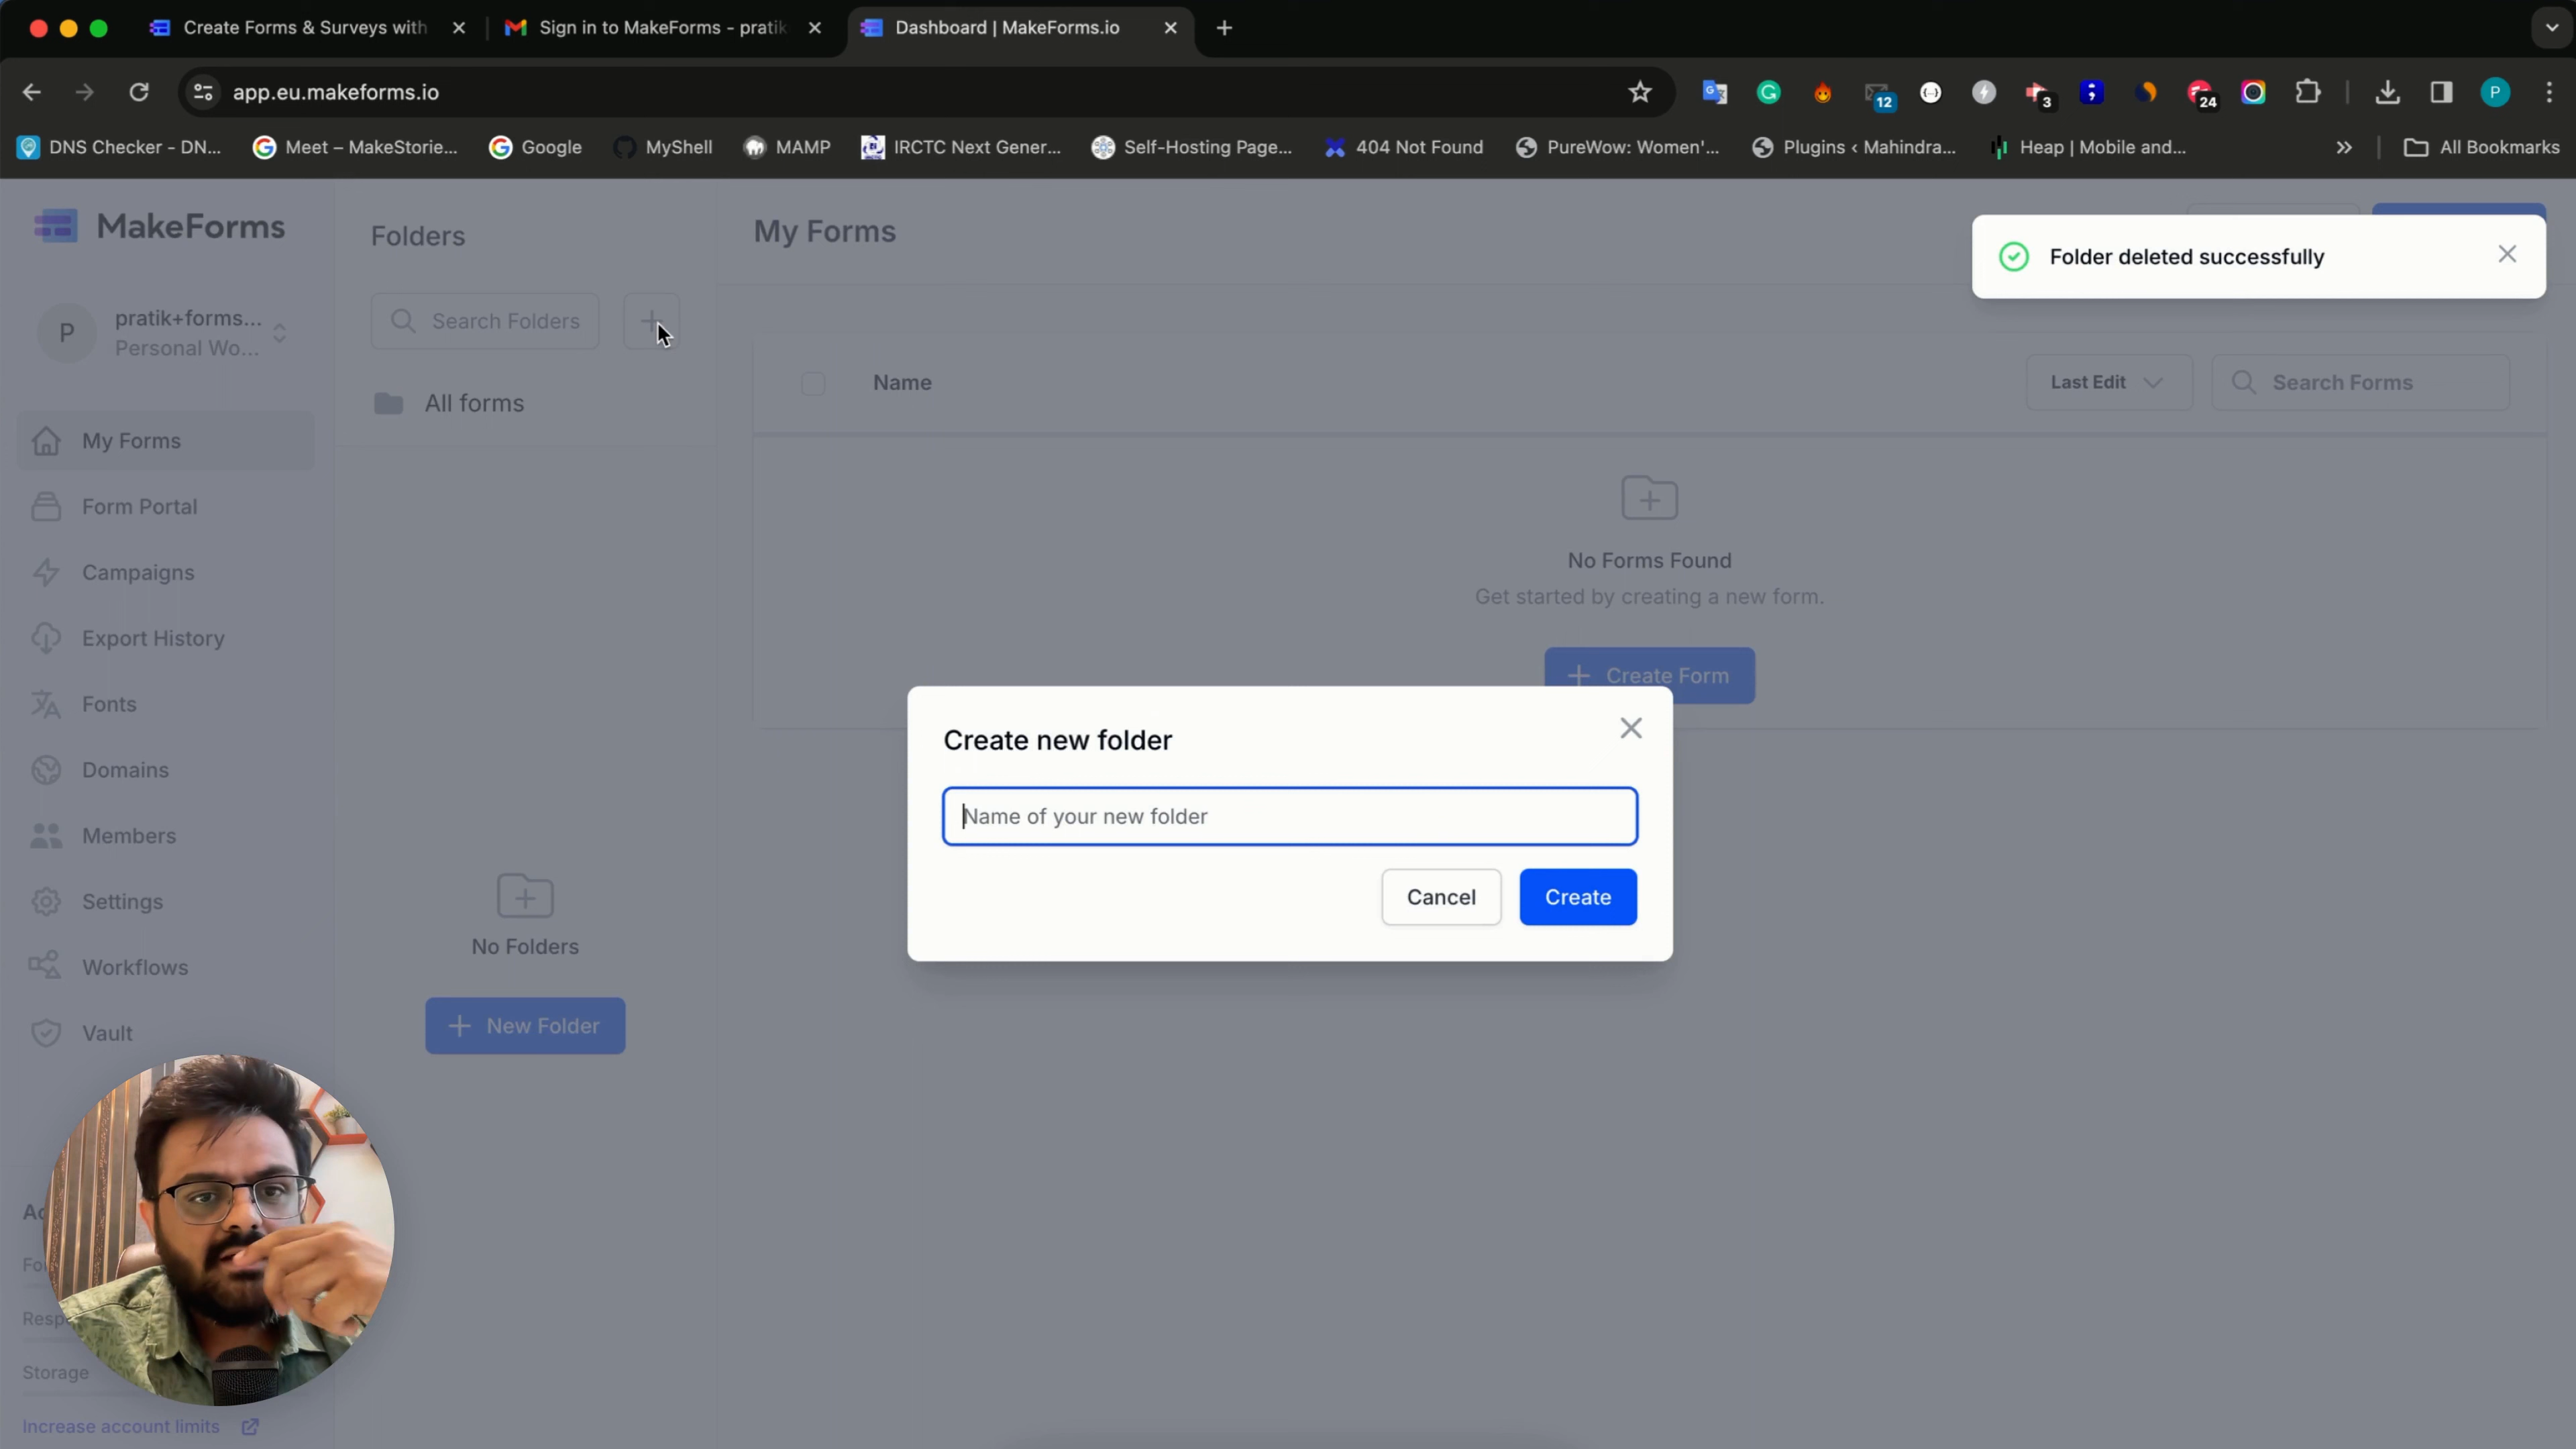 Create Forms & Surveys with
Sign in to MakeForms - pratik
Dashboard | MakeForms.io
app.eu.makeforms.io
12
3
24
P
DNS Checker - DN...
Meet – MakeStorie...
Google
MyShell
MAMP
IRCTC Next Gener...
Self-Hosting Page...
404 Not Found
PureWow: Women'...
Plugins ‹ Mahindra...
Heap | Mobile and...
All Bookmarks
MakeForms
P
pratik+forms...
Personal Wo...
My Forms
Form Portal
Campaigns
Export History
Fonts
Domains
Members
Settings
Workflows
Vault
Storage
Increase account limits
Folders
Search Folders
All forms
No Folders
New Folder
My Forms
Folder deleted successfully
Name
Last Edit
Search Forms
No Forms Found
Get started by creating a new form.
Create Form
Create new folder
Name of your new folder
Cancel
Create